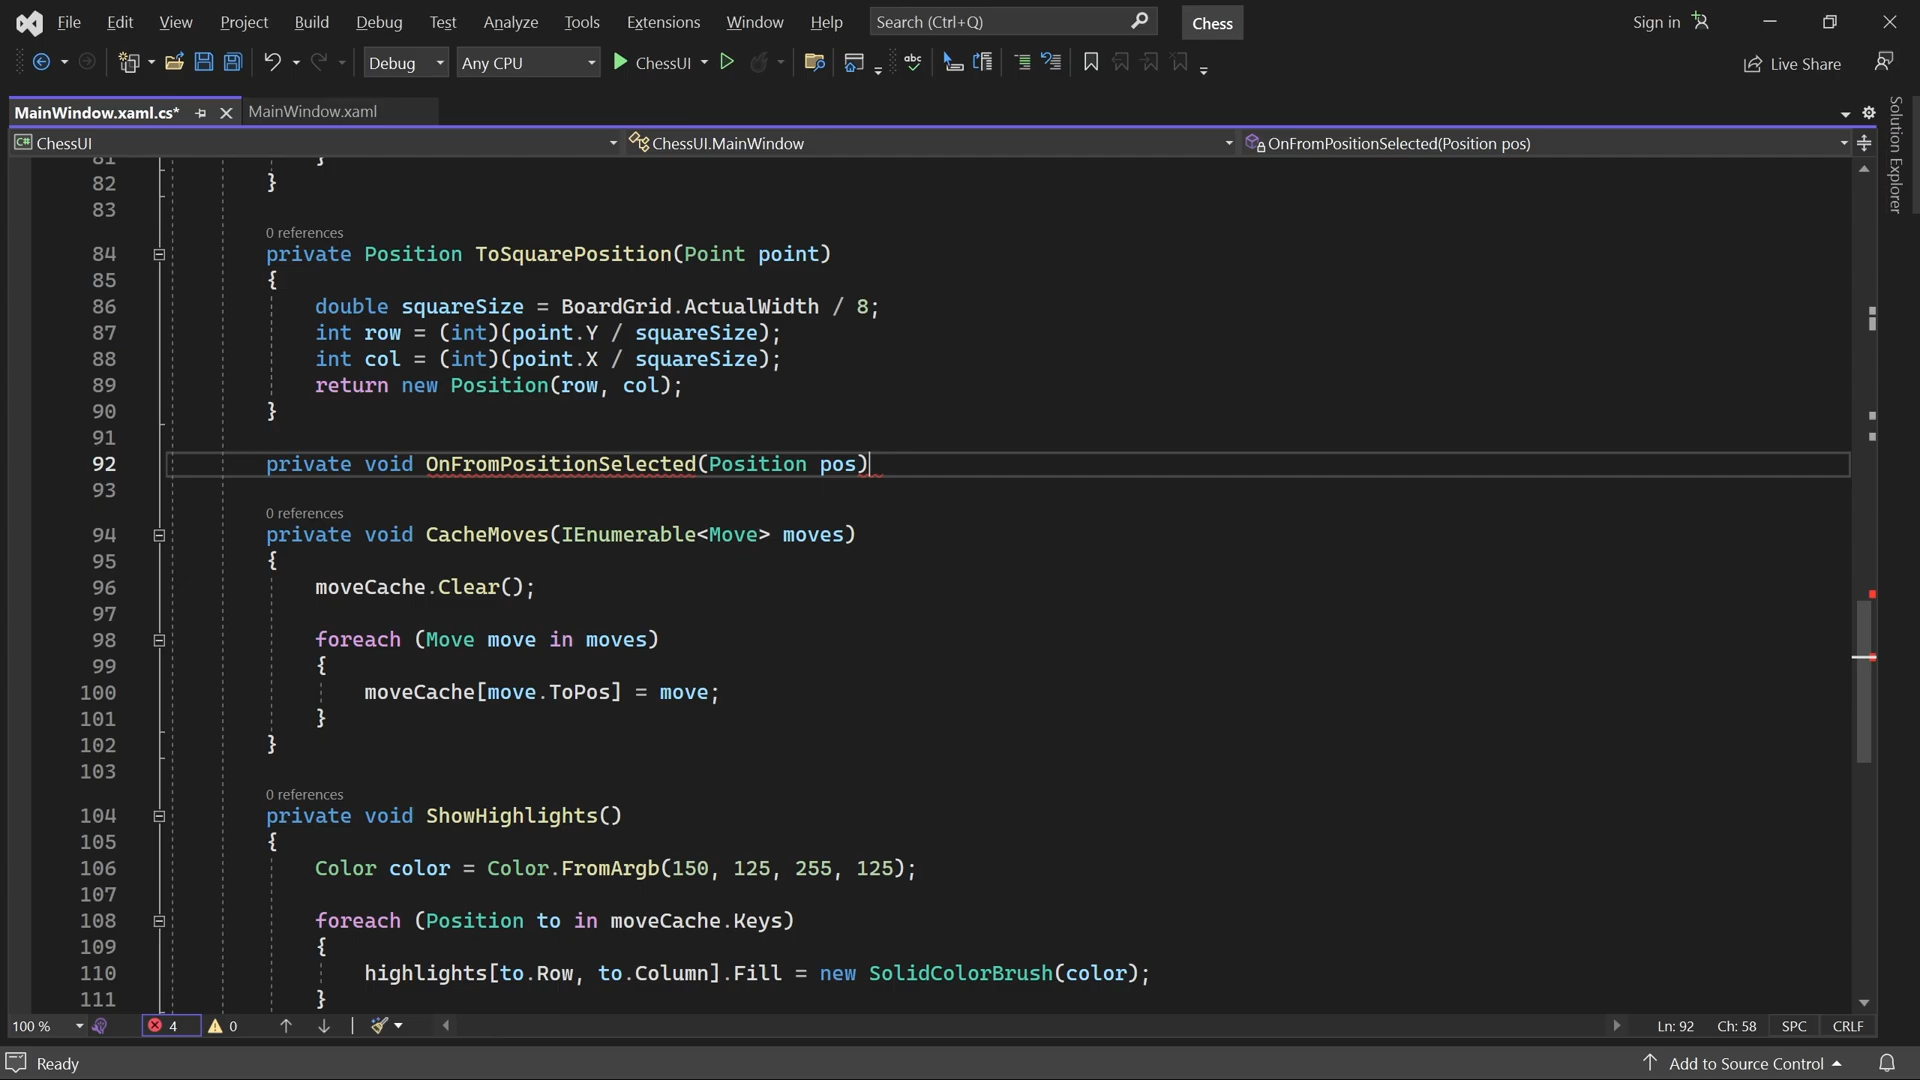 File Edit View Project Build Debug Test Analyze Tools Extensions Window Help Search (Ctrl+Q) Chess Sign in
Debug Any CPU ChessUI Live Share
MainWindow.xaml.cs* MainWindow.xaml
C# ChessUI ChessUI.MainWindow OnFromPositionSelected(Position pos)
Solution Explorer
81 }
82 }
83
0 references
84 private Position ToSquarePosition(Point point)
85 {
86 double squareSize = BoardGrid.ActualWidth / 8;
87 int row = (int)(point.Y / squareSize);
88 int col = (int)(point.X / squareSize);
89 return new Position(row, col);
90 }
91
92 private void OnFromPositionSelected(Position pos)
93
0 references
94 private void CacheMoves(IEnumerable<Move> moves)
95 {
96 moveCache.Clear();
97
98 foreach (Move move in moves)
99 {
100 moveCache[move.ToPos] = move;
101 }
102 }
103
0 references
104 private void ShowHighlights()
105 {
106 Color color = Color.FromArgb(150, 125, 255, 125);
107
108 foreach (Position to in moveCache.Keys)
109 {
110 highlights[to.Row, to.Column].Fill = new SolidColorBrush(color);
111 }
100 % 4 0 Ln: 92 Ch: 58 SPC CRLF
Ready Add to Source Control